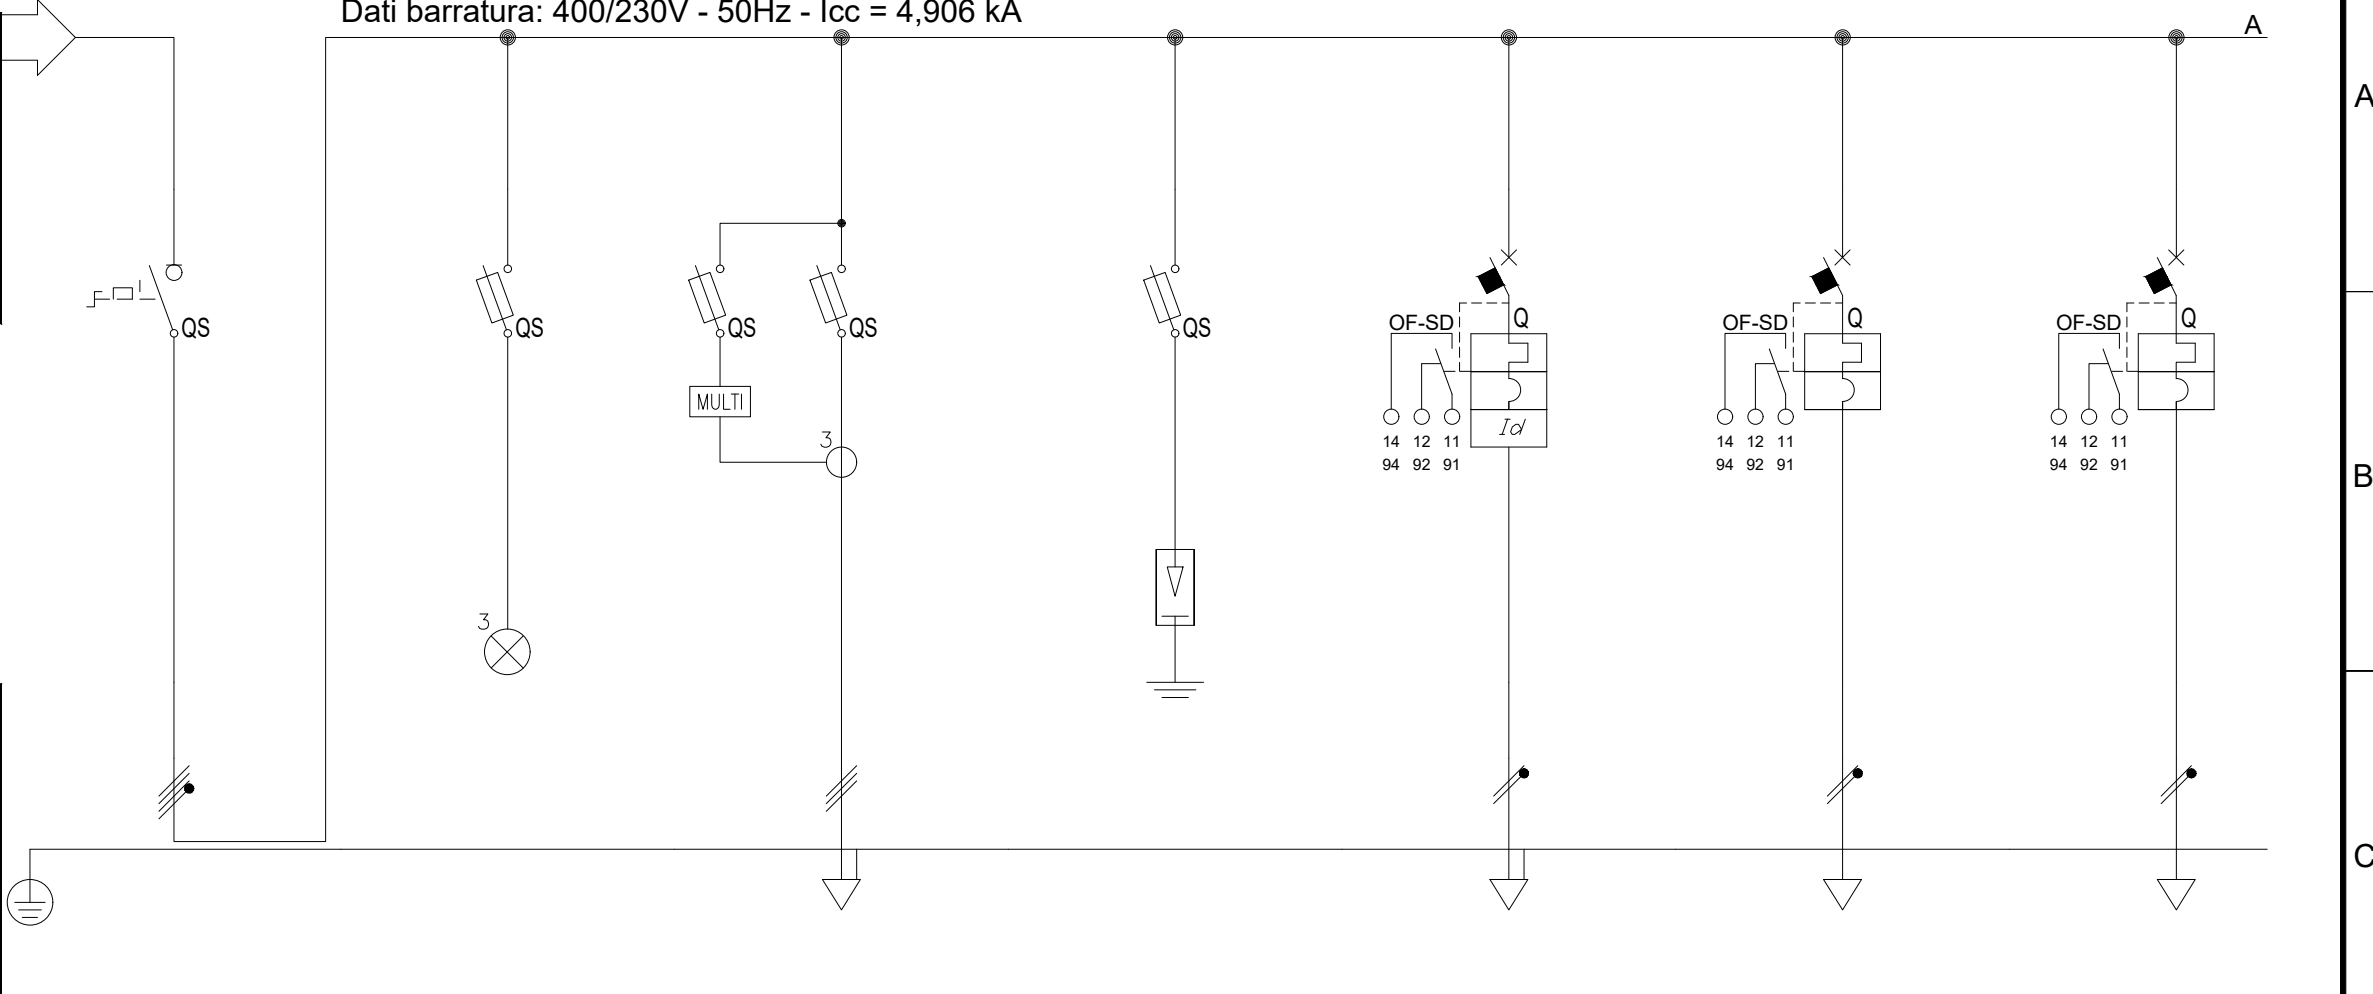 Dati barratura: 400/230V - 50Hz - Icc = 4,906 kA
A
A
QS
QS
QS
QS
QS
OF-SD
Q
OF-SD
Q
OF-SD
Q
MULTI
3
Id
14 12 11
94 92 91
14 12 11
94 92 91
14 12 11
94 92 91
B
3
C